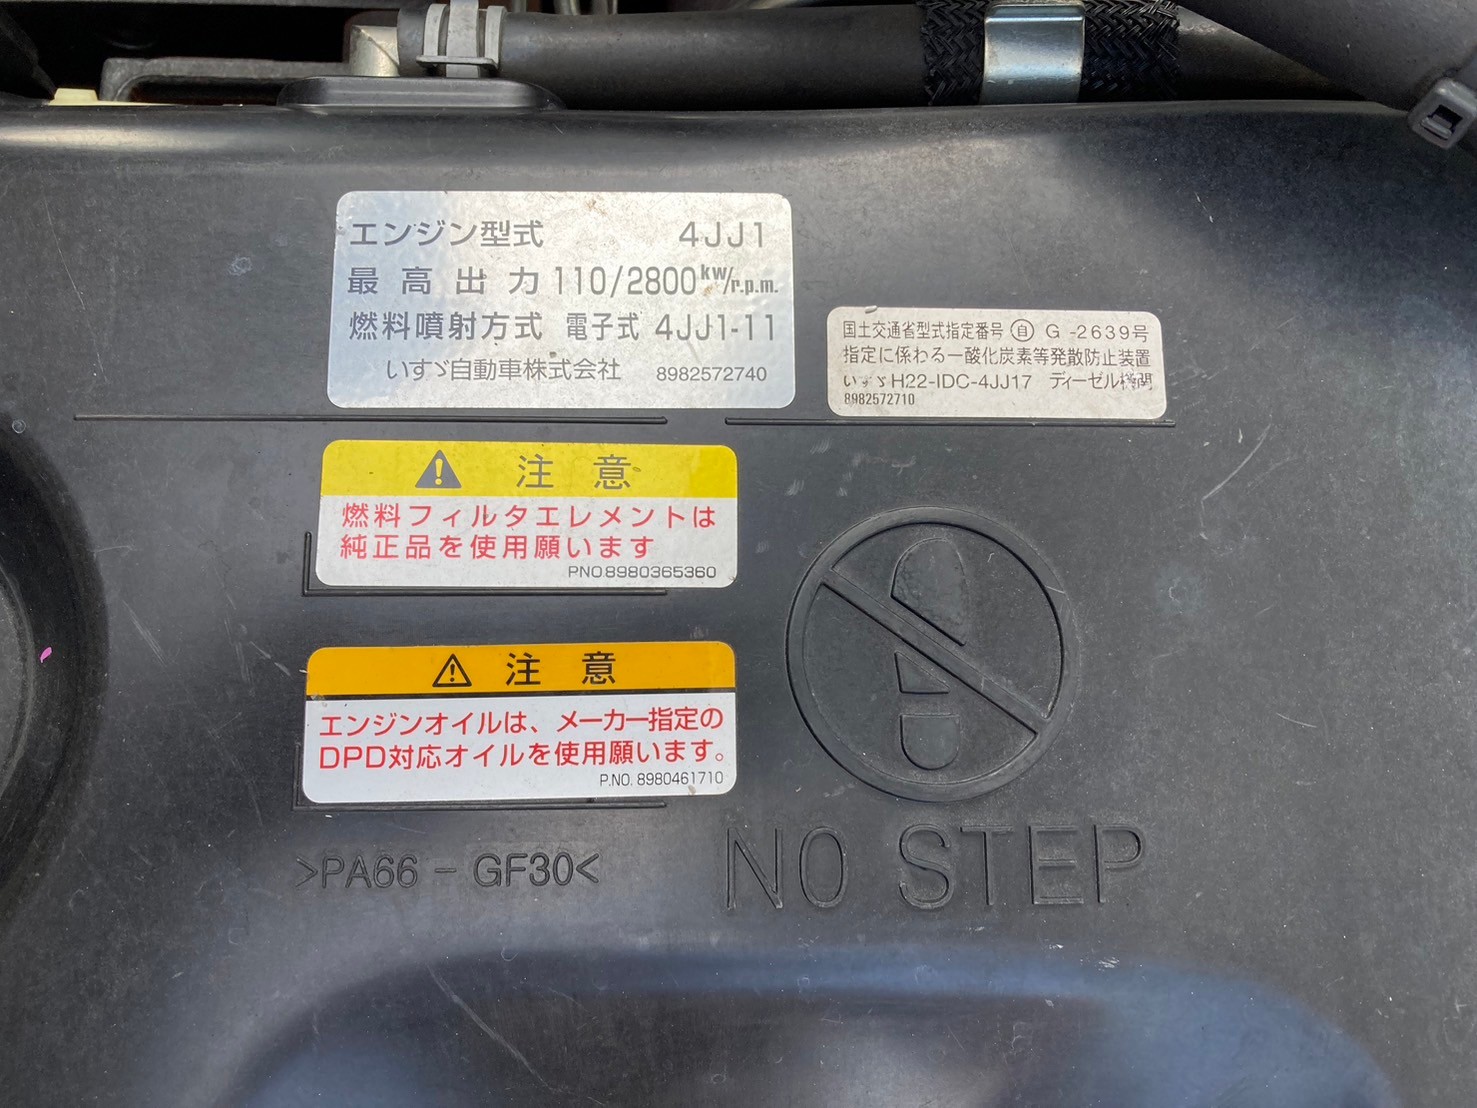 エンジン型式 4JJ1
最高出力 110/2800kW/r.p.m.
燃料噴射方式 電子式 4JJ1-11
いすゞ自動車株式会社 8982572740
国土交通省型式指定番号 自 G -2639号
指定に係わる一酸化炭素等発散防止装置
いすゞH22-IDC-4JJ17 ディーゼル機関
8982572710
注意
燃料フィルタエレメントは
純正品を使用願います
PNO8980365360
注意
エンジンオイルは、メーカー指定の
DPD対応オイルを使用願います。
P.NO. 8980461710
>PA66 - GF30<
NO STEP